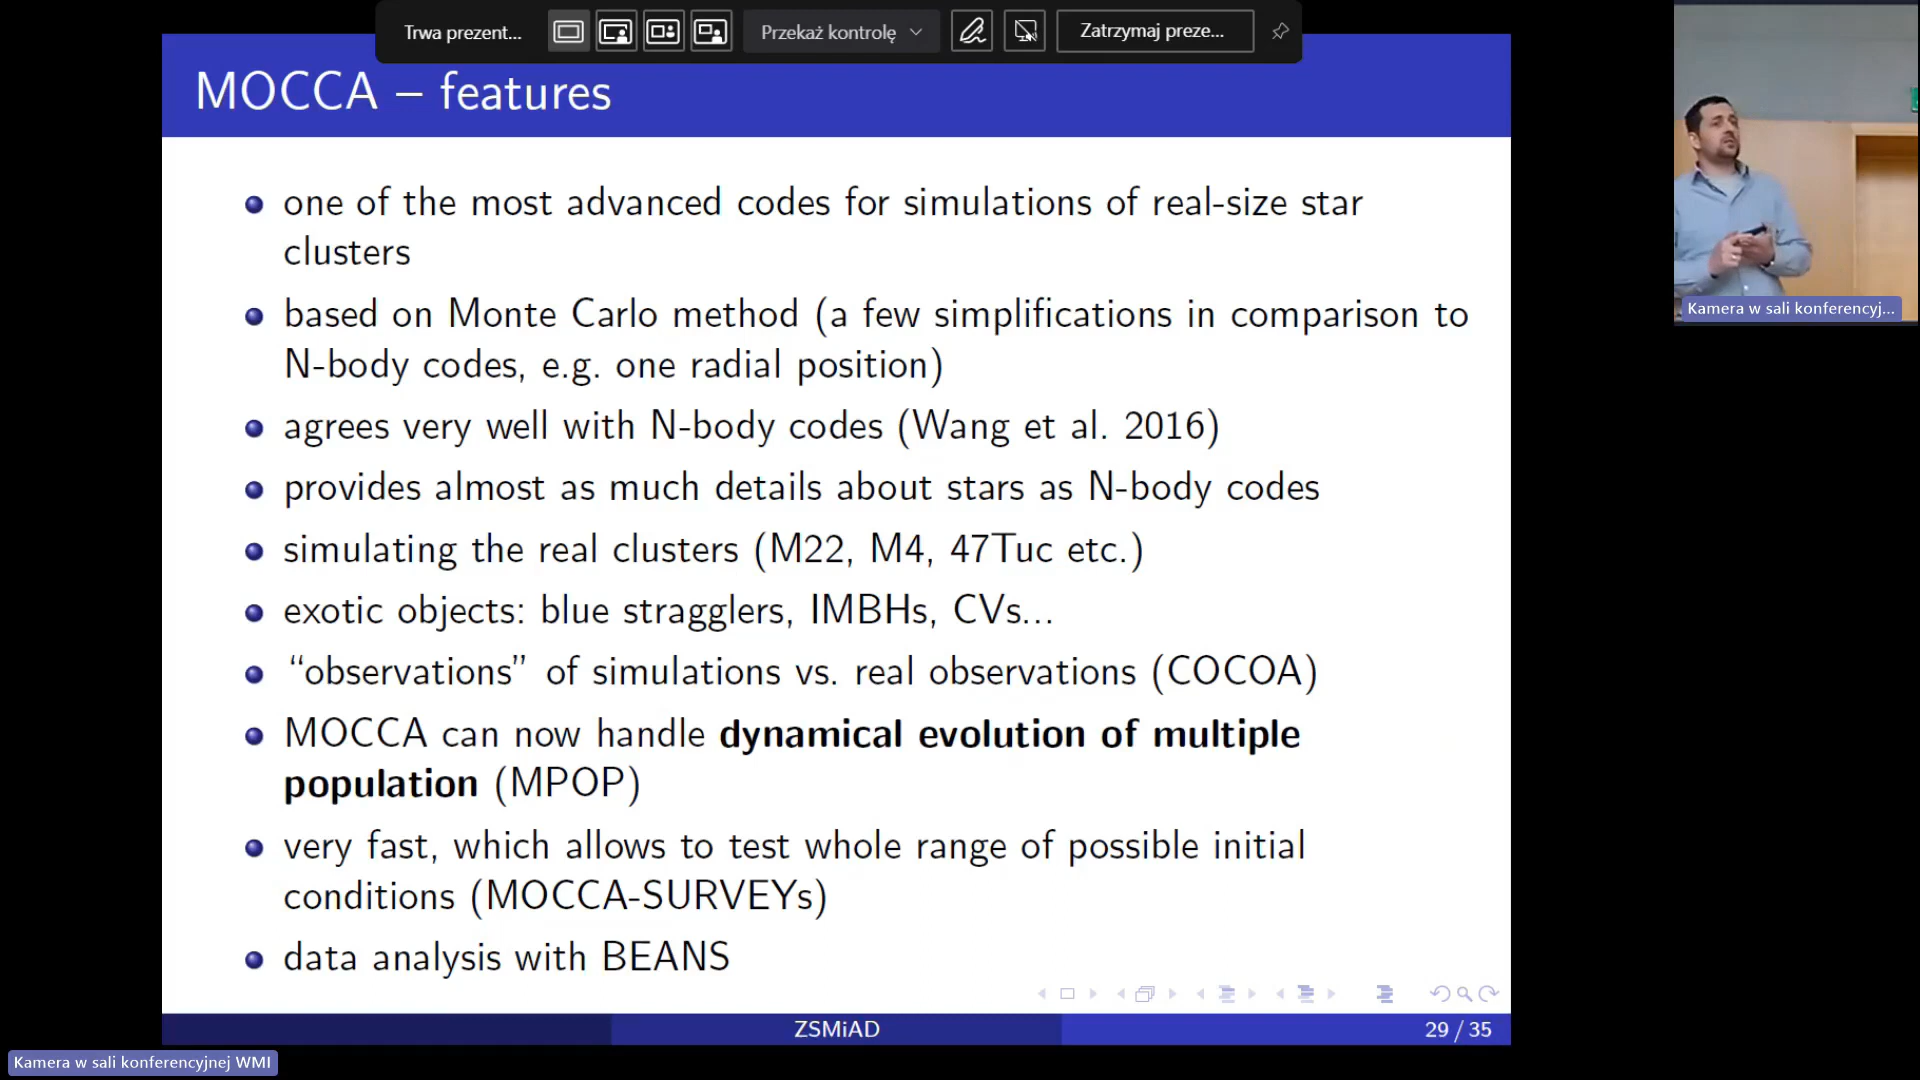 Trwa prezent...
Przekaż kontrolę
Zatrzymaj preze...
MOCCA – features
one of the most advanced codes for simulations of real-size star
clusters
based on Monte Carlo method (a few simplifications in comparison to
N-body codes, e.g. one radial position)
agrees very well with N-body codes (Wang et al. 2016)
provides almost as much details about stars as N-body codes
simulating the real clusters (M22, M4, 47Tuc etc.)
exotic objects: blue stragglers, IMBHs, CVs...
“observations” of simulations vs. real observations (COCOA)
MOCCA can now handle dynamical evolution of multiple
population (MPOP)
very fast, which allows to test whole range of possible initial
conditions (MOCCA-SURVEYs)
data analysis with BEANS
ZSMiAD
29 / 35
Kamera w sali konferencyj...
Kamera w sali konferencyjnej WMI